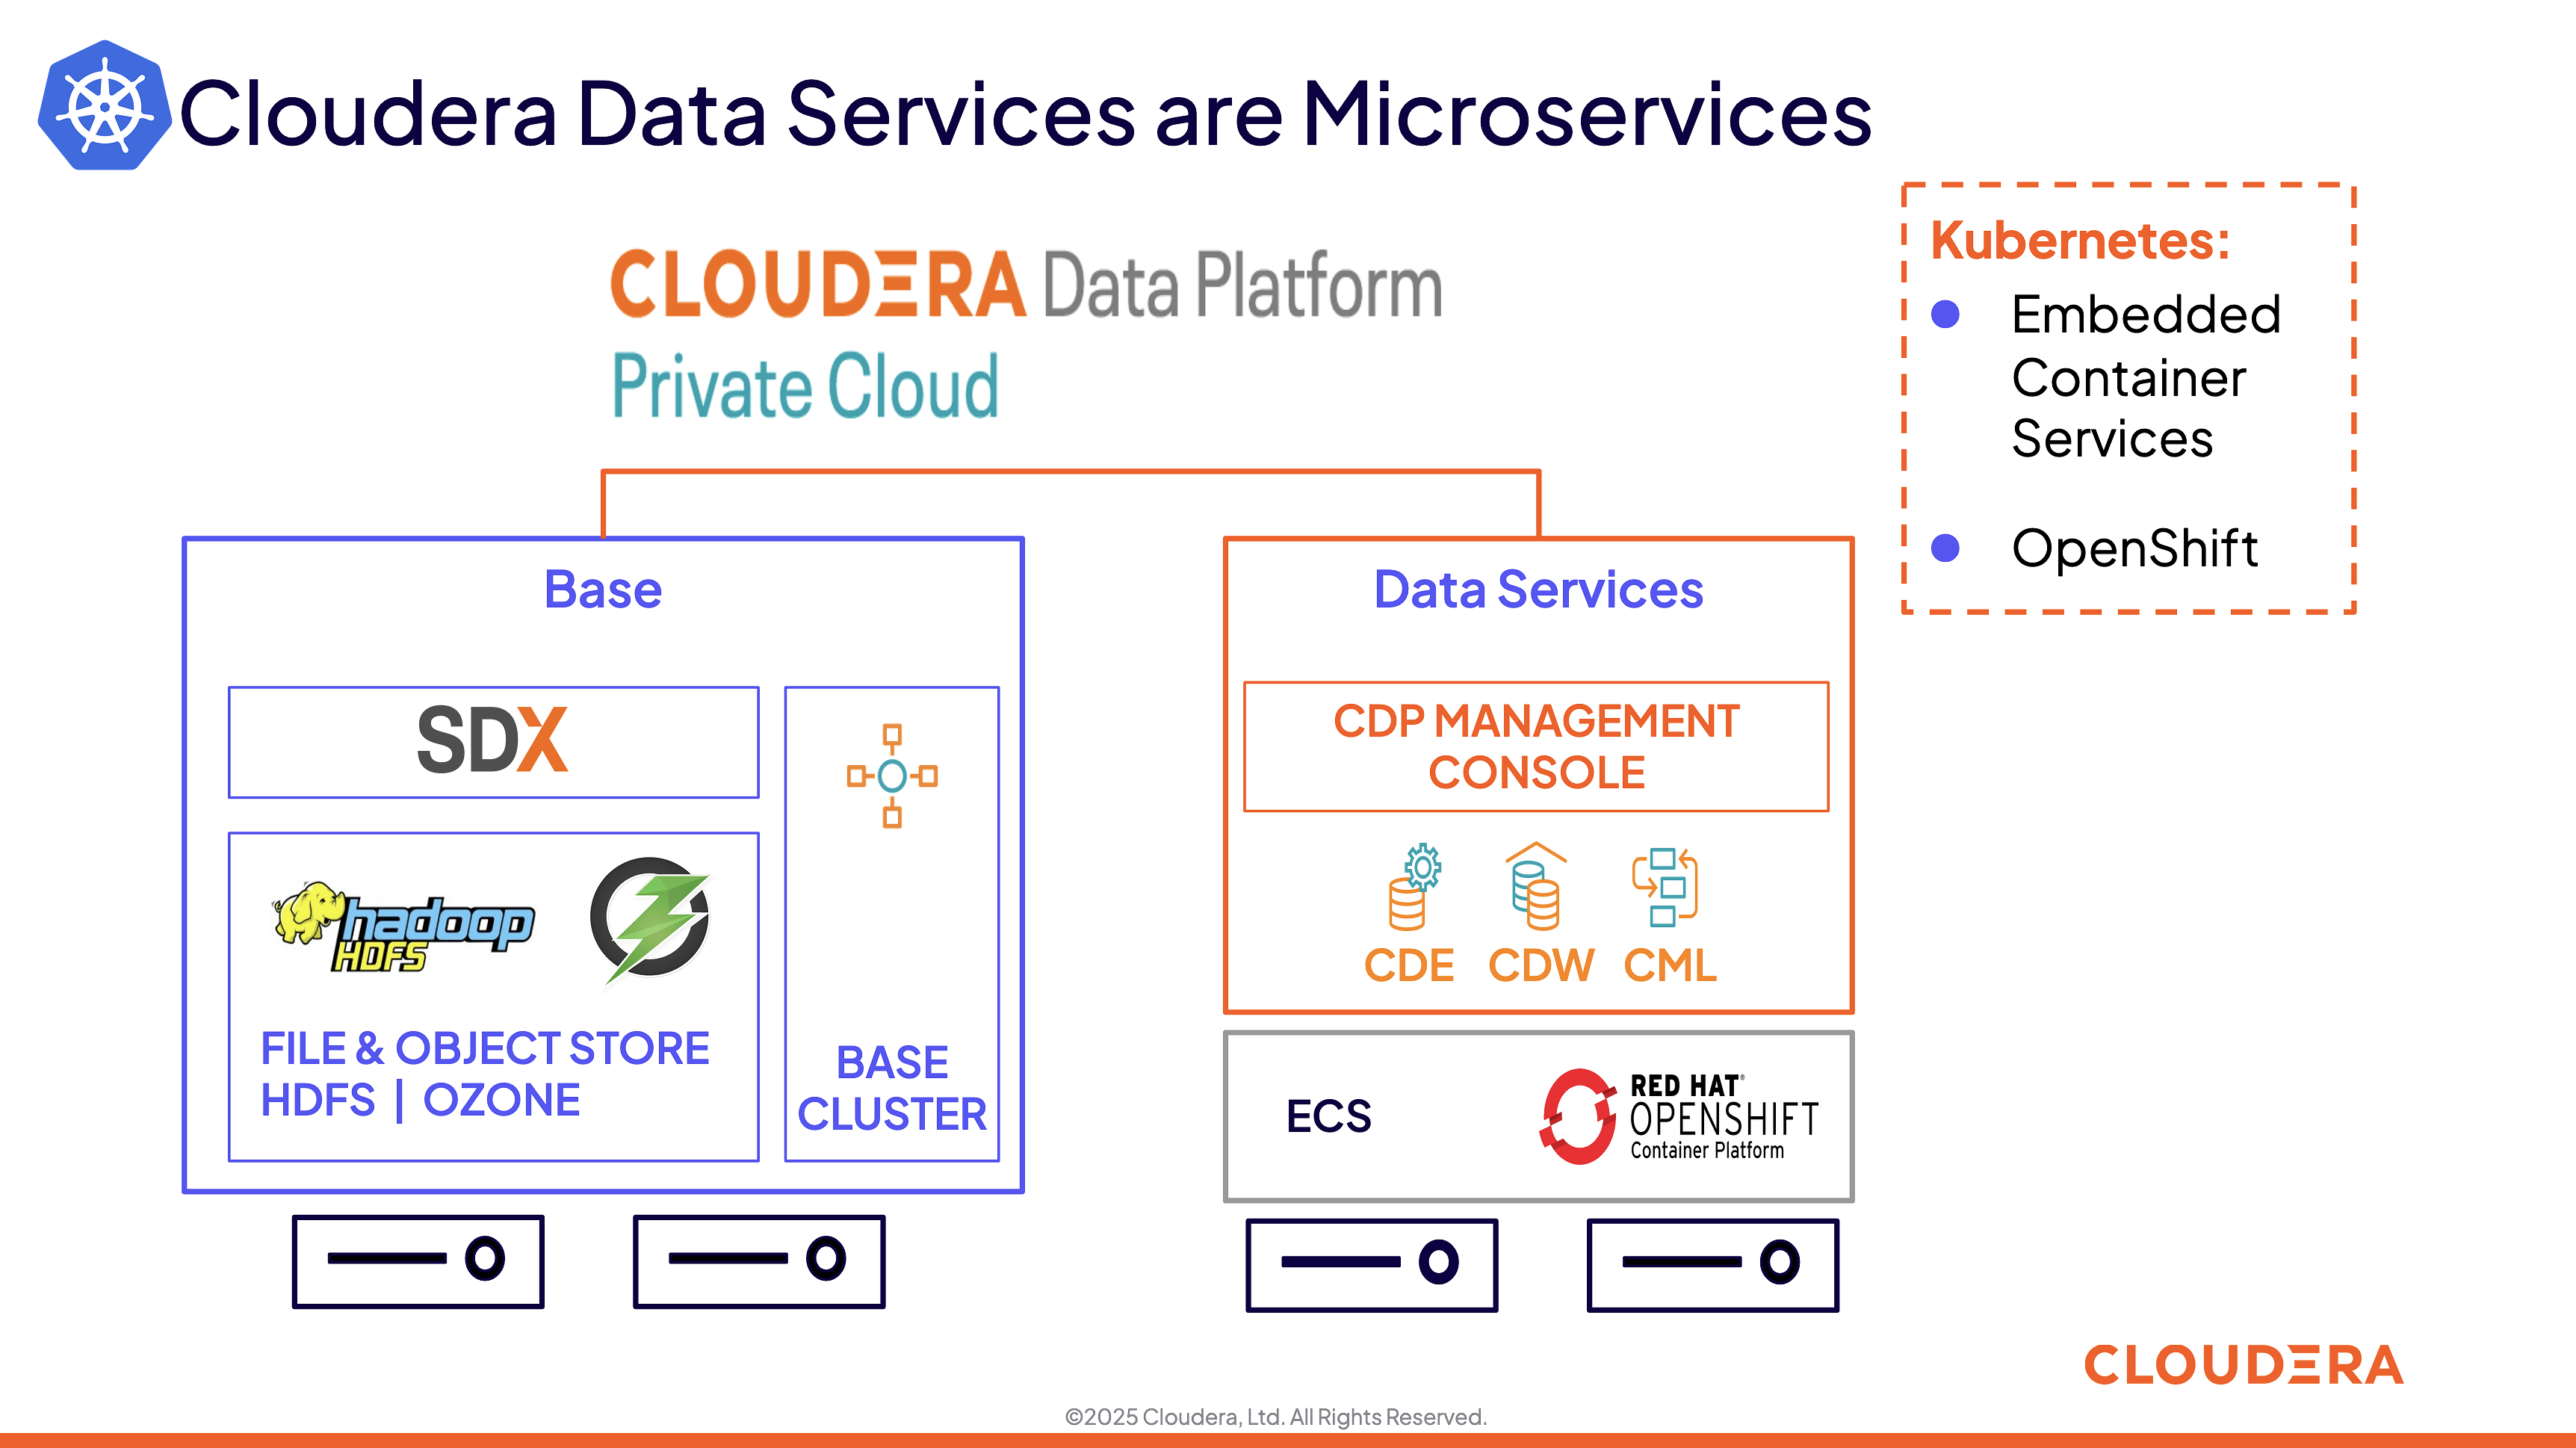 Cloudera Data Services are Microservices
CLOUDERA Data Platform
Private Cloud
Kubernetes:
Embedded
Container
Services
OpenShift
Base
SDX
hadoop
HDFS
FILE & OBJECT STORE
HDFS | OZONE
BASE
CLUSTER
Data Services
CDP MANAGEMENT
CONSOLE
CDE CDW CML
ECS
RED HAT®
OPENSHIFT
Container Platform
CLOUDERA
©2025 Cloudera, Ltd. All Rights Reserved.